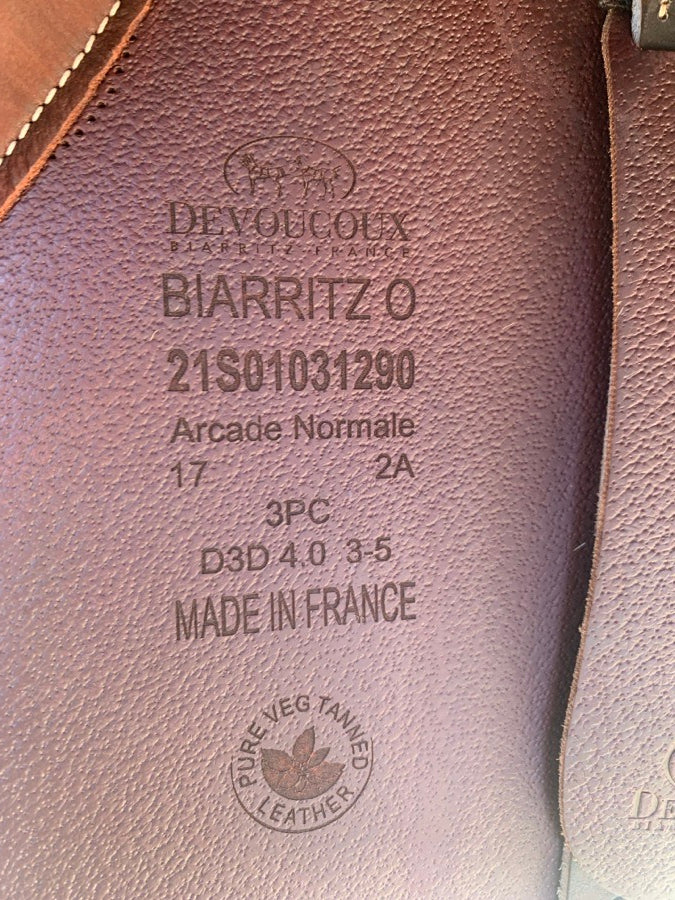 DEVOUCOUX
BIARRITZ FRANCE
BIARRITZ O
21S01031290
Arcade Normale
17 2A
3PC
D3D 4.0 3-5
MADE IN FRANCE
PURE VEG TANNED
LEATHER